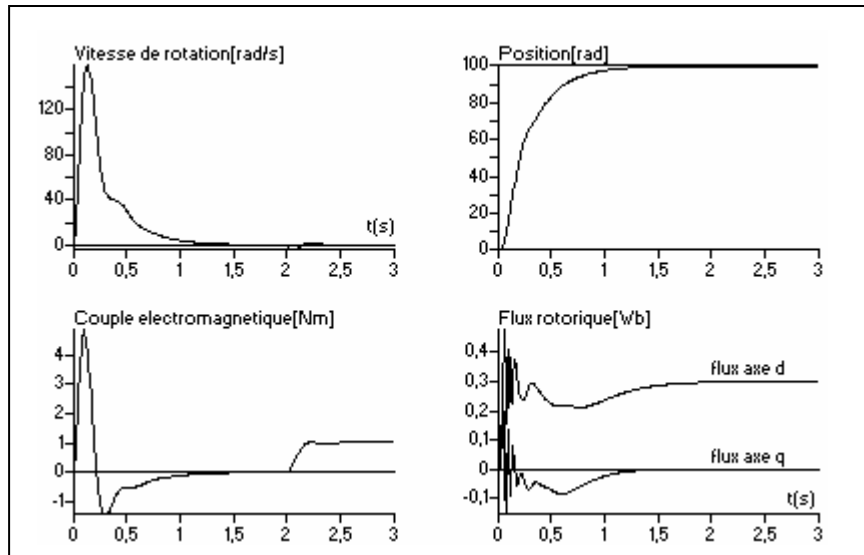 Vitesse de rotation[rad/s]
120
80
40
0
t(s)
0 0,5 1 1,5 2 2,5 3
Position[rad]
100
80
60
40
20
0
0 0,5 1 1,5 2 2,5 3
Couple electromagnetique[Nm]
4
3
2
1
0
-1
0 0,5 1 1,5 2 2,5 3
Flux rotorique[Wb]
0,4
0,3
0,2
0,1
0
-0,1
flux axe d
flux axe q
t(s)
0 0,5 1 1,5 2 2,5 3